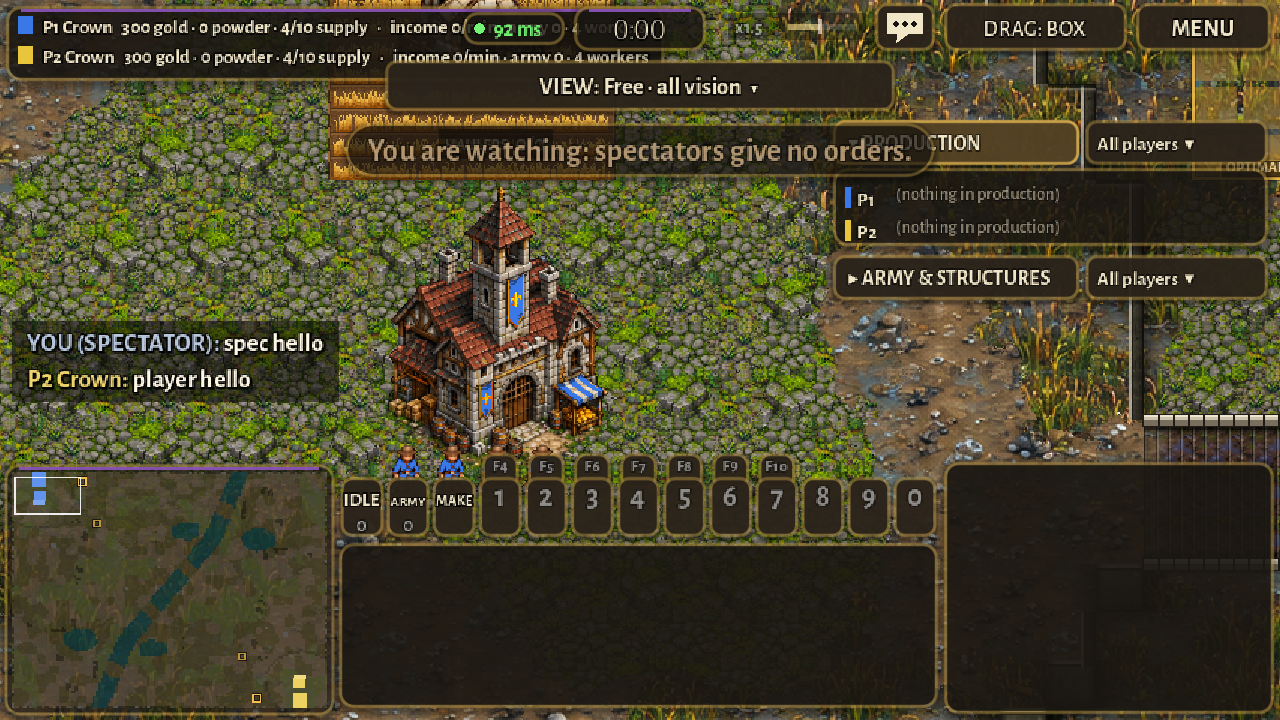 P1 Crown 300 gold · 0 powder · 4/10 supply · income 0/
92 ms
0:00
x1.5
DRAG: BOX
MENU
P2 Crown 300 gold · 0 powder · 4/10 supply · income 0/min · army 0 · 4 workers
VIEW: Free · all vision ▾
You are watching: spectators give no orders.
PRODUCTION
All players ▾
P1 (nothing in production)
P2 (nothing in production)
▸ ARMY & STRUCTURES
All players ▾
YOU (SPECTATOR): spec hello
P2 Crown: player hello
F4 F5 F6 F7 F8 F9 F10
IDLE ARMY MAKE 1 2 3 4 5 6 7 8 9 0
0 0